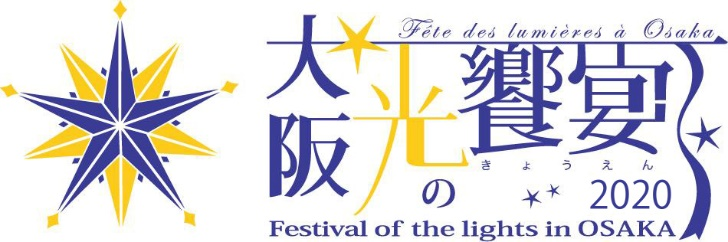 Fête des lumières à Osaka
大阪光の饗宴
きょうえん
2020
Festival of the lights in OSAKA